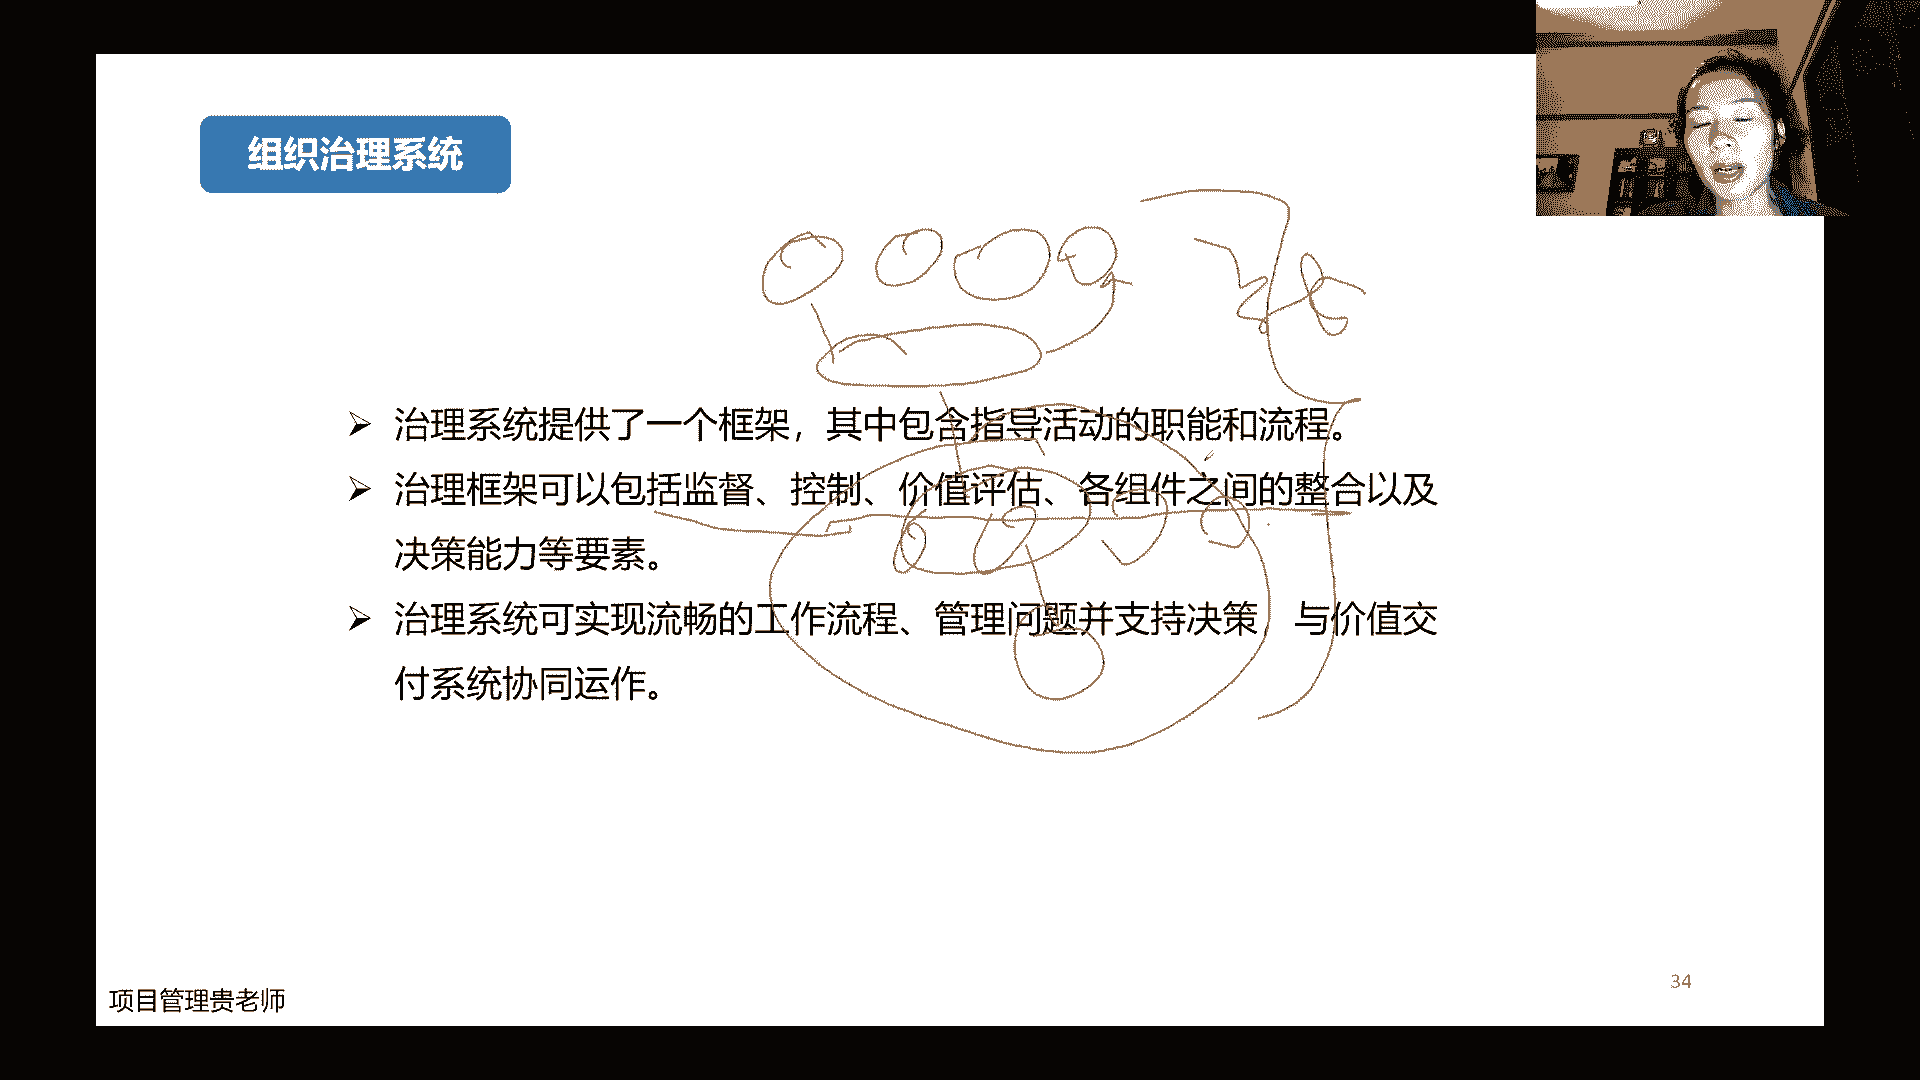 组织治理系统
➢ 治理系统提供了一个框架，其中包含指导活动的职能和流程。
➢ 治理框架可以包括监督、控制、价值评估、各组件之间的整合以及
决策能力等要素。
➢ 治理系统可实现流畅的工作流程、管理问题并支持决策，与价值交
付系统协同运作。
34
项目管理贵老师